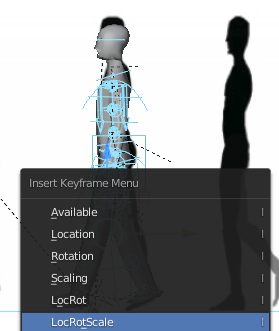 Insert Keyframe Menu
Available
Location
Rotation
Scaling
LocRot
LocRotScale